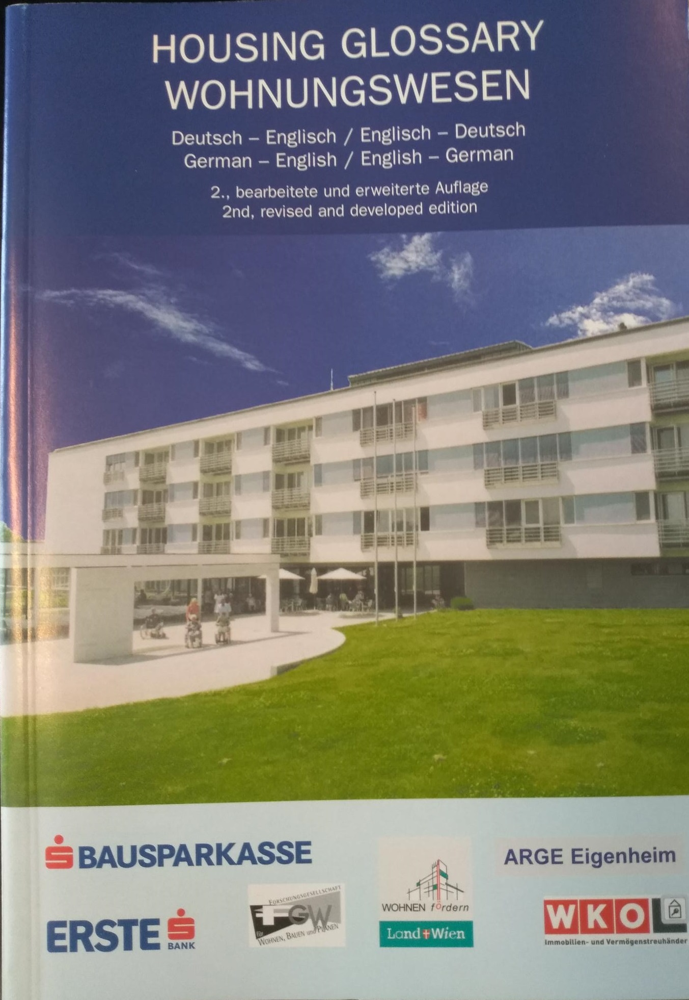 HOUSING GLOSSARY
WOHNUNGSWESEN
Deutsch – Englisch / Englisch – Deutsch
German – English / English – German
2., bearbeitete und erweiterte Auflage
2nd, revised and developed edition
BAUSPARKASSE
ERSTE
BANK
FORSCHUNGSGESELLSCHAFT
FGW
für
WOHNEN, BAUEN und PLANEN
WOHNEN fördern
Land Wien
ARGE Eigenheim
WKO
Immobilien- und Vermögenstreuhänder